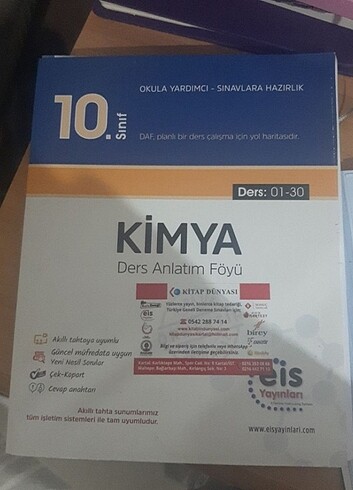 OKULA YARDIMCI - SINAVLARA HAZIRLIK
10. Sınıf
DAF, planlı bir ders çalışma için yol haritasıdır.
Ders: 01-30
KİMYA
Ders Anlatım Föyü
KİTAP DÜNYASI
eis
0542 288 74 14
birey
Akıllı tahtaya uyumlu
Güncel müfredata uygun
Yeni Nesil Sorular
Çek-Kopart
Cevap anahtarı
eis
Yayınları
Akıllı tahta sunumlarımız
tüm işletim sistemleri ile tam uyumludur.
www.eisyayinlari.com